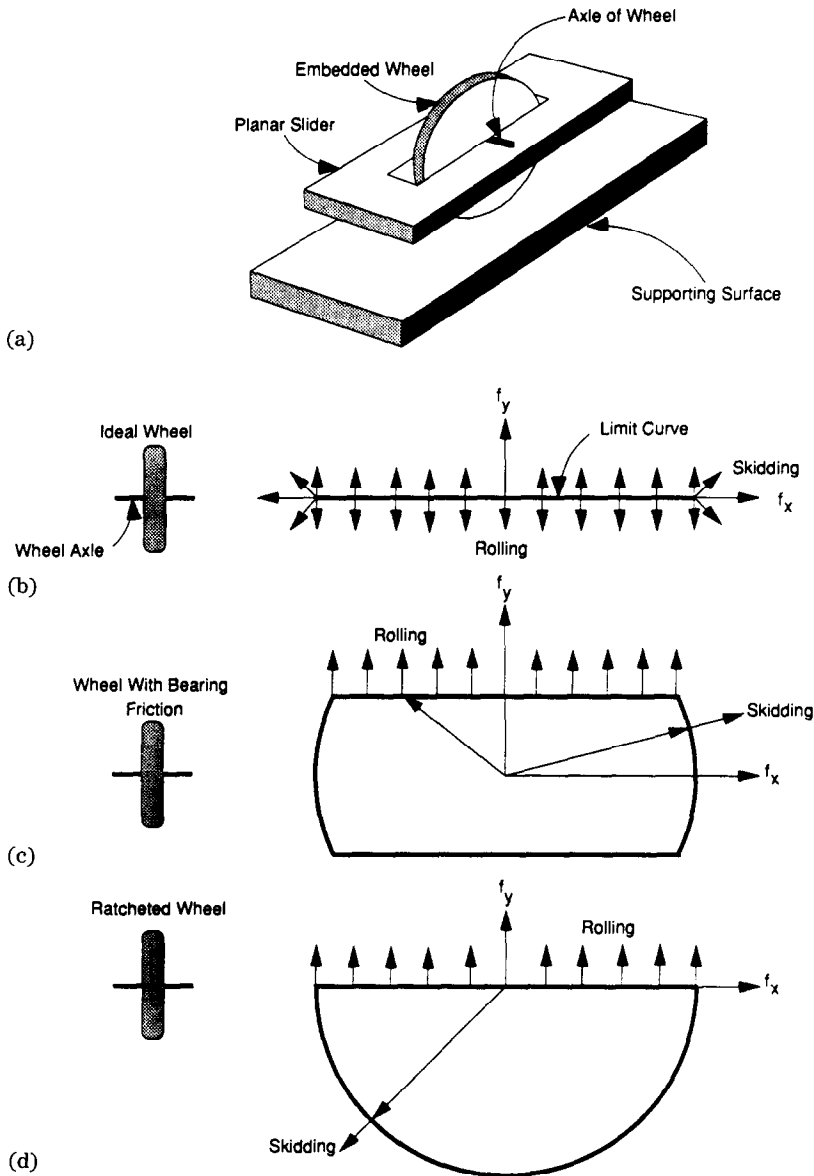 Axle of Wheel
Embedded Wheel
Planar Slider
Supporting Surface
(a)
f_y
Ideal Wheel
Limit Curve
Skidding
f_x
Wheel Axle
Rolling
(b)
f_y
Rolling
Wheel With Bearing
Friction
Skidding
f_x
(c)
f_y
Ratcheted Wheel
Rolling
f_x
Skidding
(d)